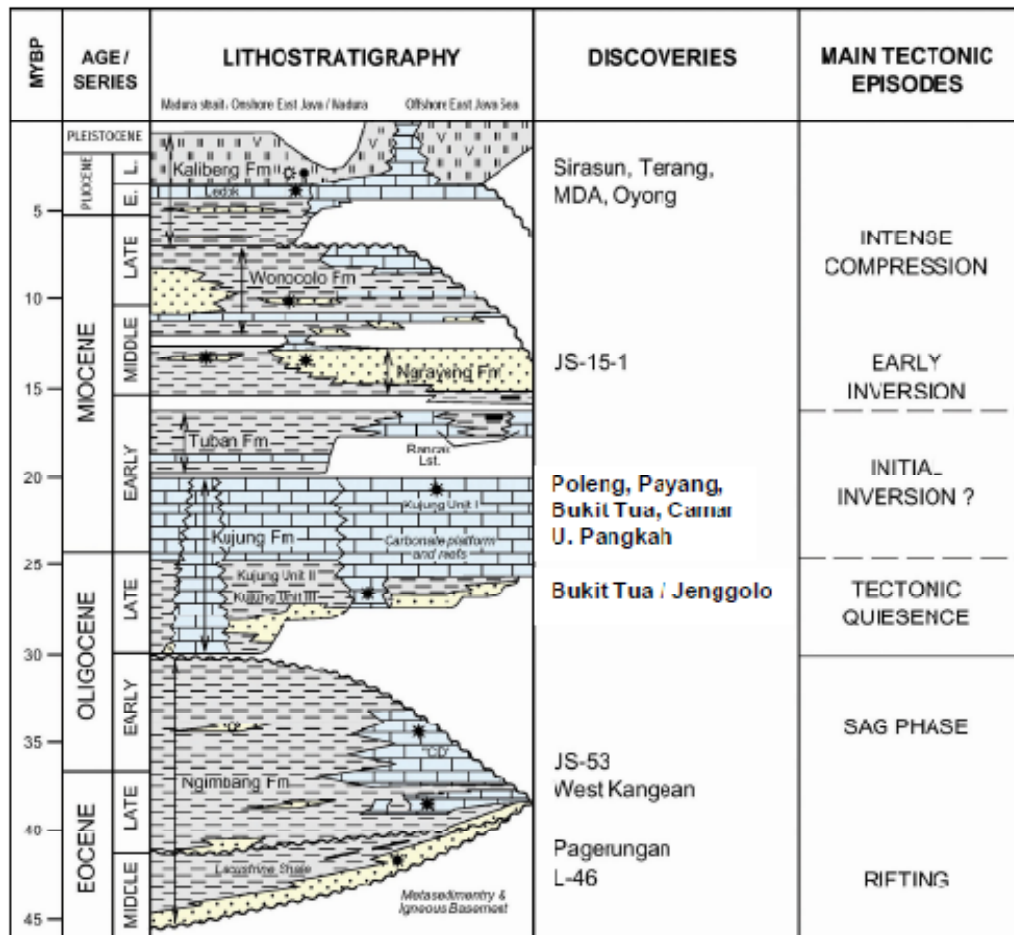 MYBP
AGE /
SERIES
LITHOSTRATIGRAPHY
DISCOVERIES
MAIN TECTONIC
EPISODES
Madura strait, Onshore East Java / Nadura
Offshore East Java Sea
PLEISTOCENE
PLIOCENE
L.
E.
MIOCENE
LATE
MIDDLE
EARLY
OLIGOCENE
LATE
EARLY
EOCENE
LATE
MIDDLE
5
10
15
20
25
30
35
40
45
Kalibeng Fm
Ledok
Wonocolo Fm
Ngrayong Fm
Tuban Fm
Rancak
Lst.
Kujung Unit I
Kujung Fm
Carbonate platform
and reefs
Kujung Unit II
Kujung Unit III
"CD"
Ngimbang Fm
Lacustrine Shale
Metasedimentry &
Igneous Basement
Sirasun, Terang,
MDA, Oyong
JS-15-1
Poleng, Payang,
Bukit Tua, Camar
U. Pangkah
Bukit Tua / Jenggolo
JS-53
West Kangean
Pagerungan
L-46
INTENSE
COMPRESSION
EARLY
INVERSION
INITIAL
INVERSION ?
TECTONIC
QUIESENCE
SAG PHASE
RIFTING